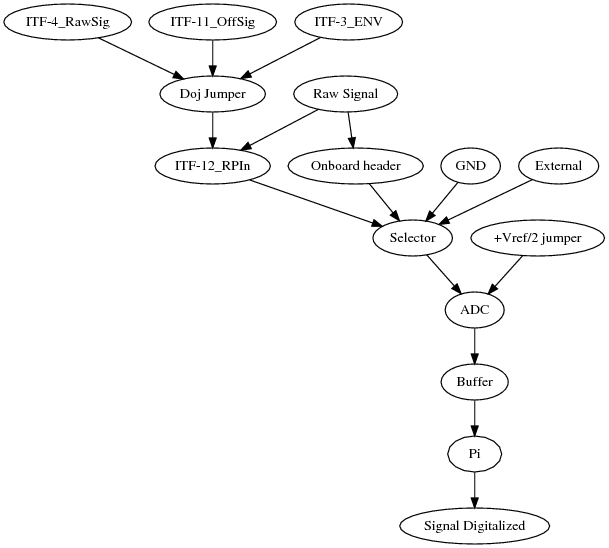 ITF-4_RawSig
ITF-11_OffSig
ITF-3_ENV
Doj Jumper
Raw Signal
ITF-12_RPIn
Onboard header
GND
External
Selector
+Vref/2 jumper
ADC
Buffer
Pi
Signal Digitalized